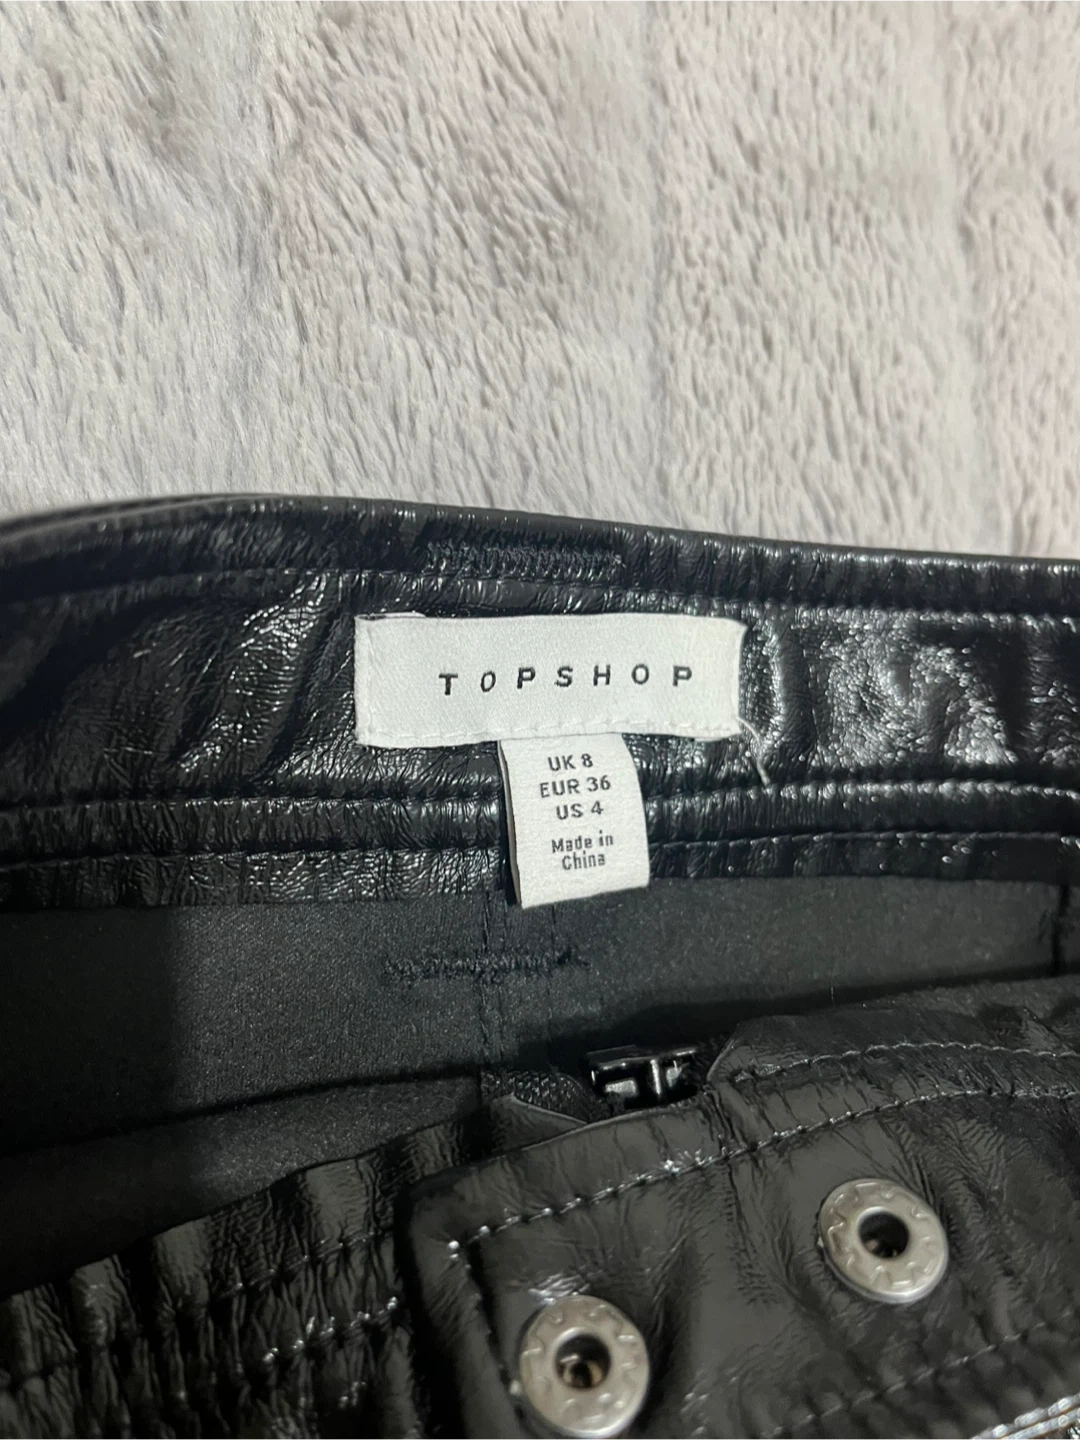 TOPSHOP
UK 8
EUR 36
US 4
Made in
China